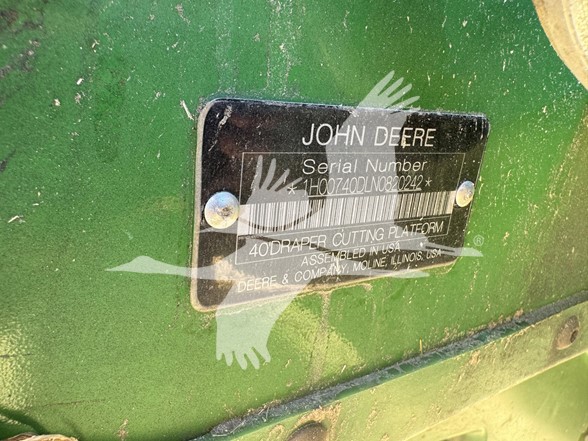 JOHN DEERE
Serial Number
*1H00740DLN0820242*
40DRAPER CUTTING PLATFORM
ASSEMBLED IN USA
DEERE & COMPANY, MOLINE, ILLINOIS, USA
®